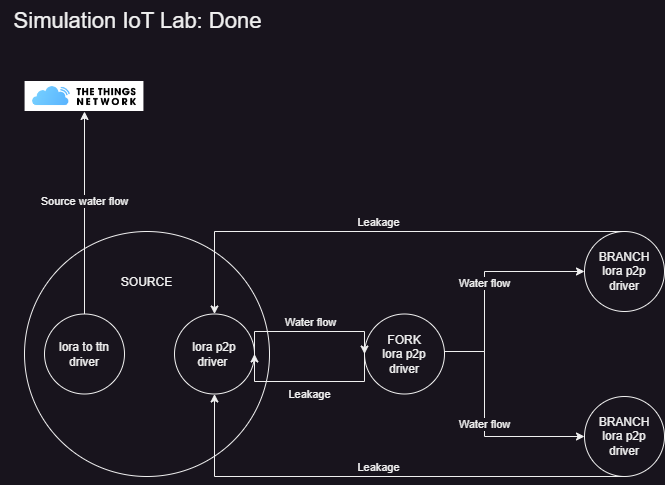 Simulation IoT Lab: Done
THE THINGS
NETWORK
Source water flow
Leakage
SOURCE
BRANCH
lora p2p
driver
Water flow
Water flow
lora to ttn
driver
lora p2p
driver
FORK
lora p2p
driver
Leakage
Water flow
BRANCH
lora p2p
driver
Leakage